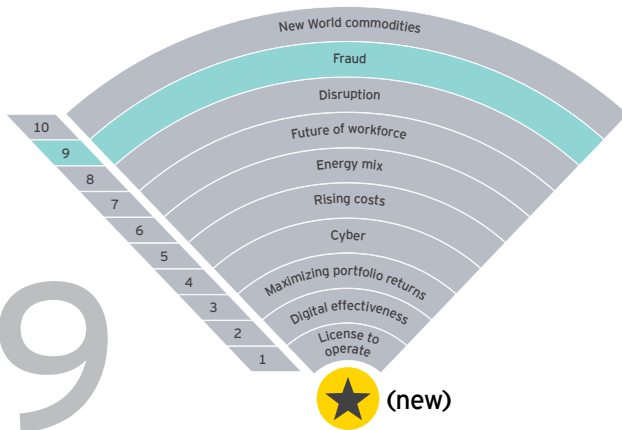 New World commodities
Fraud
Disruption
Future of workforce
Energy mix
Rising costs
Cyber
Maximizing portfolio returns
Digital effectiveness
License to
operate
10
9
8
7
6
5
4
3
2
1
9
(new)